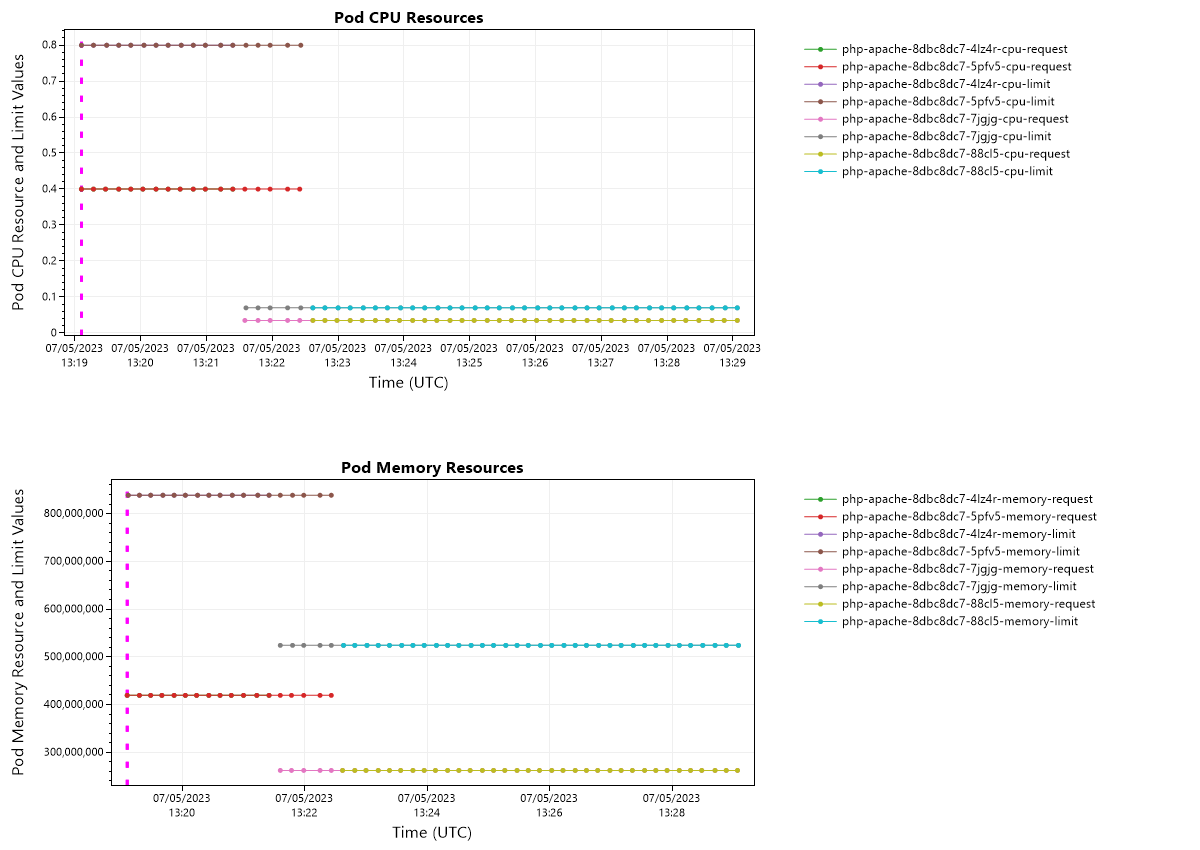 Pod CPU Resources
Pod CPU Resource and Limit Values
0.8
0.7
0.6
0.5
0.4
0.3
0.2
0.1
0
07/05/2023 07/05/2023 07/05/2023 07/05/2023 07/05/2023 07/05/2023 07/05/2023 07/05/2023 07/05/2023 07/05/2023 07/05/2023
13:19 13:20 13:21 13:22 13:23 13:24 13:25 13:26 13:27 13:28 13:29
Time (UTC)
php-apache-8dbc8dc7-4lz4r-cpu-request
php-apache-8dbc8dc7-5pfv5-cpu-request
php-apache-8dbc8dc7-4lz4r-cpu-limit
php-apache-8dbc8dc7-5pfv5-cpu-limit
php-apache-8dbc8dc7-7jgjg-cpu-request
php-apache-8dbc8dc7-7jgjg-cpu-limit
php-apache-8dbc8dc7-88cl5-cpu-request
php-apache-8dbc8dc7-88cl5-cpu-limit
Pod Memory Resources
Pod Memory Resource and Limit Values
800,000,000
700,000,000
600,000,000
500,000,000
400,000,000
300,000,000
07/05/2023 07/05/2023 07/05/2023 07/05/2023 07/05/2023
13:20 13:22 13:24 13:26 13:28
Time (UTC)
php-apache-8dbc8dc7-4lz4r-memory-request
php-apache-8dbc8dc7-5pfv5-memory-request
php-apache-8dbc8dc7-4lz4r-memory-limit
php-apache-8dbc8dc7-5pfv5-memory-limit
php-apache-8dbc8dc7-7jgjg-memory-request
php-apache-8dbc8dc7-7jgjg-memory-limit
php-apache-8dbc8dc7-88cl5-memory-request
php-apache-8dbc8dc7-88cl5-memory-limit